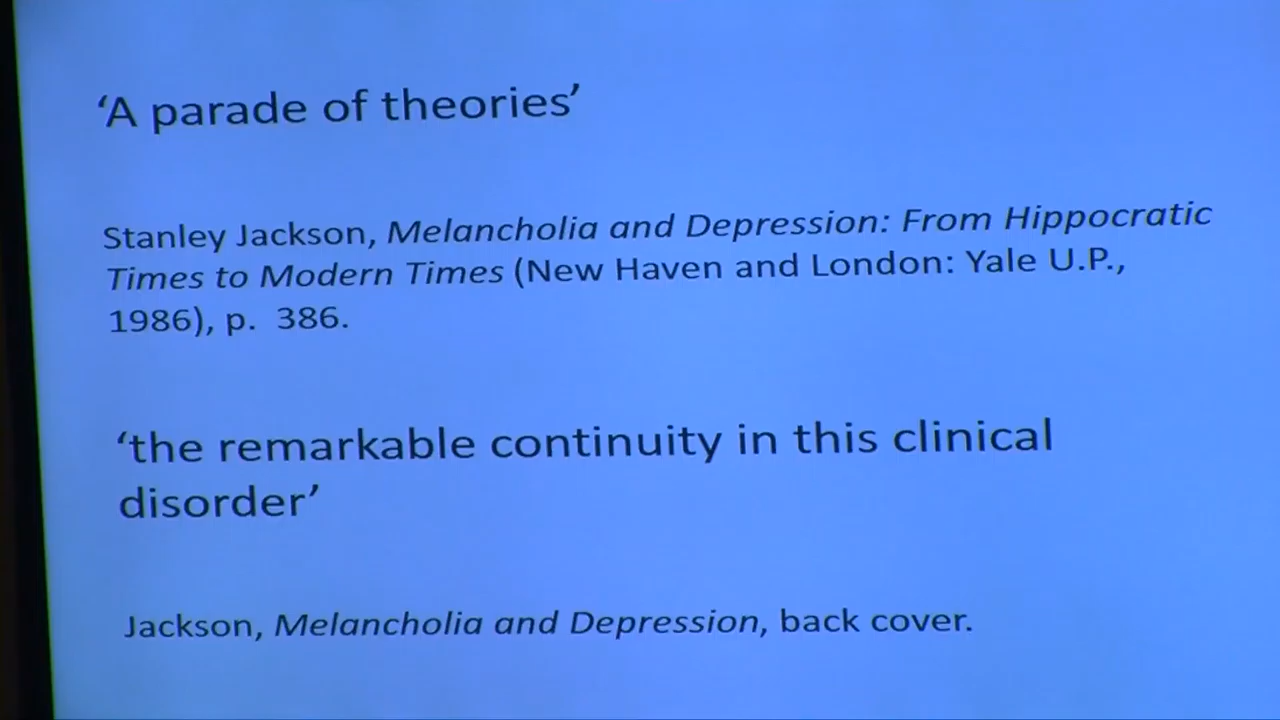 ‘A parade of theories’
Stanley Jackson, Melancholia and Depression: From Hippocratic
Times to Modern Times (New Haven and London: Yale U.P.,
1986), p.  386.
‘the remarkable continuity in this clinical
disorder’
Jackson, Melancholia and Depression, back cover.